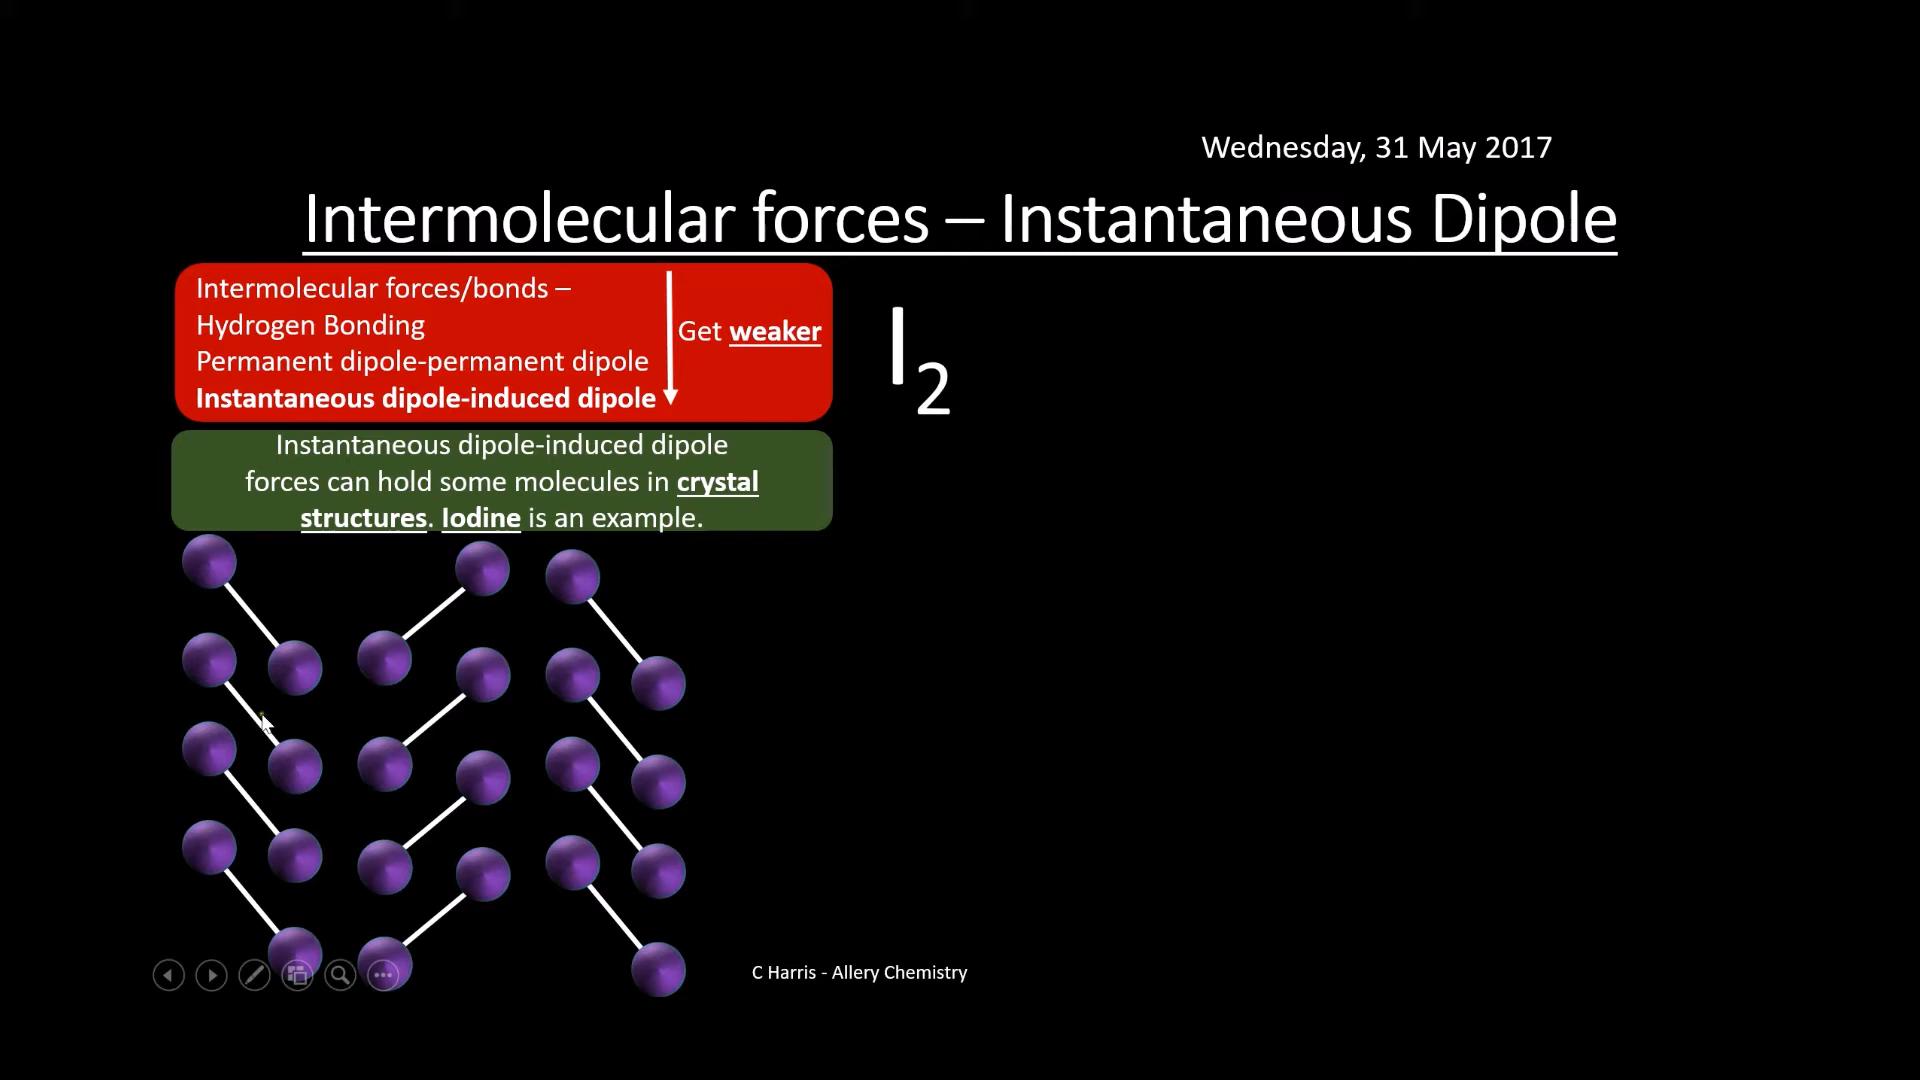 Wednesday, 31 May 2017
Intermolecular forces – Instantaneous Dipole
Intermolecular forces/bonds –
Hydrogen Bonding
Permanent dipole-permanent dipole
Instantaneous dipole-induced dipole
Get weaker
I2
Instantaneous dipole-induced dipole
forces can hold some molecules in crystal
structures. Iodine is an example.
C Harris - Allery Chemistry